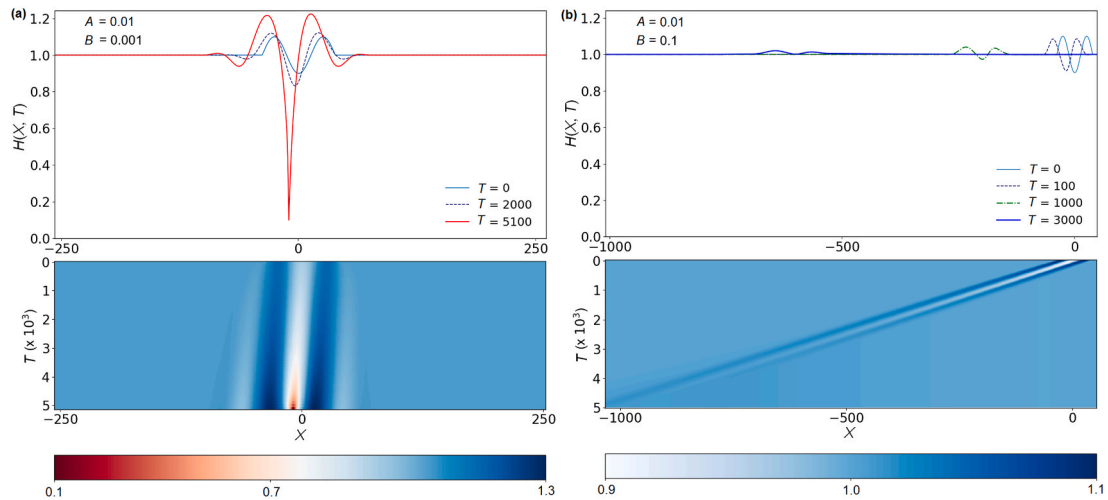 (a)
A = 0.01
B = 0.001
H(X, T)
1.2
1.0
0.8
0.6
0.4
0.2
0.0
T = 0
T = 2000
T = 5100
−250
0
250
T (x 10³)
0
1
2
3
4
5
−250
0
250
X
0.1
0.7
1.3
(b)
A = 0.01
B = 0.1
H(X, T)
1.2
1.0
0.8
0.6
0.4
0.2
0.0
T = 0
T = 100
T = 1000
T = 3000
−1000
−500
0
T (x 10³)
0
1
2
3
4
5
−1000
−500
0
X
0.9
1.0
1.1